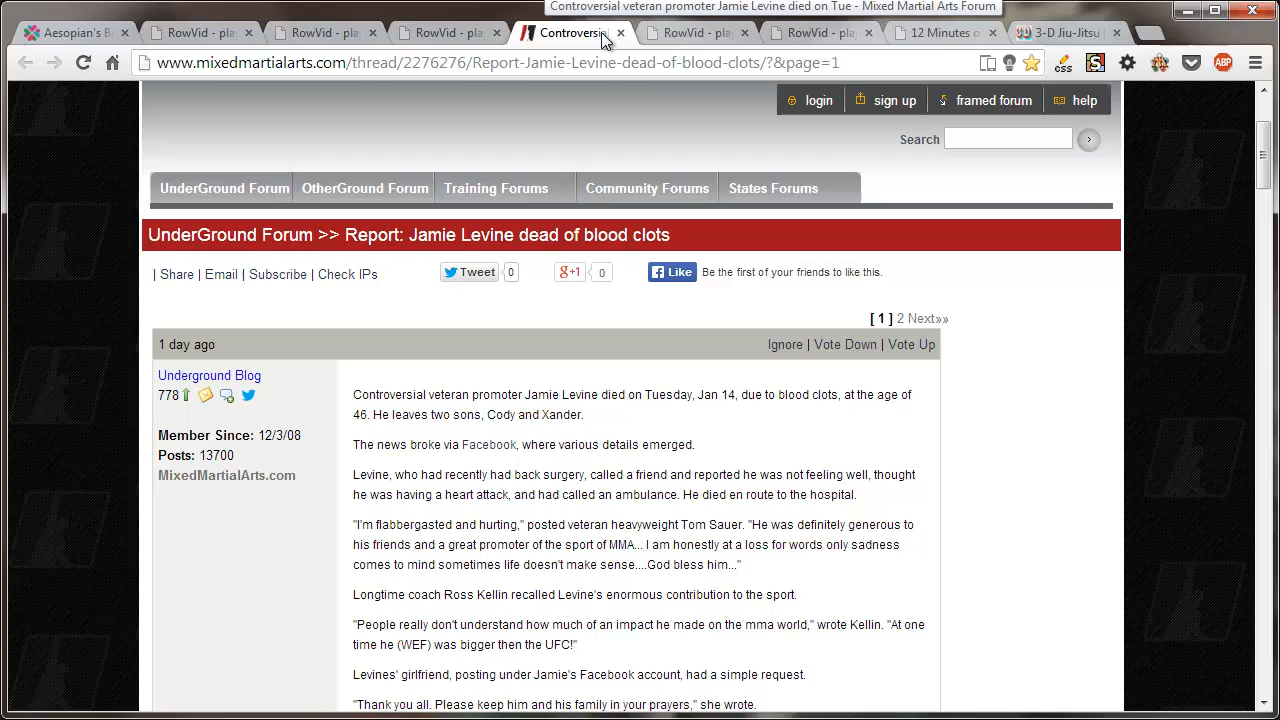 Controversial veteran promoter Jamie Levine died on Tue - Mixed Martial Arts Forum
Aesopian's B
RowVid - pla
RowVid - pla
RowVid - pla
Controversi
RowVid - pla
RowVid - pla
12 Minutes o
3-D Jiu-Jitsu
www.mixedmartialarts.com/thread/2276276/Report-Jamie-Levine-dead-of-blood-clots/?&page=1
login
sign up
framed forum
help
Search
UnderGround Forum
OtherGround Forum
Training Forums
Community Forums
States Forums
UnderGround Forum >> Report: Jamie Levine dead of blood clots
| Share | Email | Subscribe | Check IPs
Tweet 0
g+1 0
Like Be the first of your friends to like this.
[ 1 ] 2 Next»»
1 day ago
Ignore | Vote Down | Vote Up
Underground Blog
778
Member Since: 12/3/08
Posts: 13700
MixedMartialArts.com
Controversial veteran promoter Jamie Levine died on Tuesday, Jan 14, due to blood clots, at the age of
46. He leaves two sons, Cody and Xander.
The news broke via Facebook, where various details emerged.
Levine, who had recently had back surgery, called a friend and reported he was not feeling well, thought
he was having a heart attack, and had called an ambulance. He died en route to the hospital.
"I'm flabbergasted and hurting," posted veteran heavyweight Tom Sauer. "He was definitely generous to
his friends and a great promoter of the sport of MMA... I am honestly at a loss for words only sadness
comes to mind sometimes life doesn't make sense....God bless him..."
Longtime coach Ross Kellin recalled Levine's enormous contribution to the sport.
"People really don't understand how much of an impact he made on the mma world," wrote Kellin. "At one
time he (WEF) was bigger then the UFC!"
Levines' girlfriend, posting under Jamie's Facebook account, had a simple request.
"Thank you all. Please keep him and our family in your prayers," she wrote.